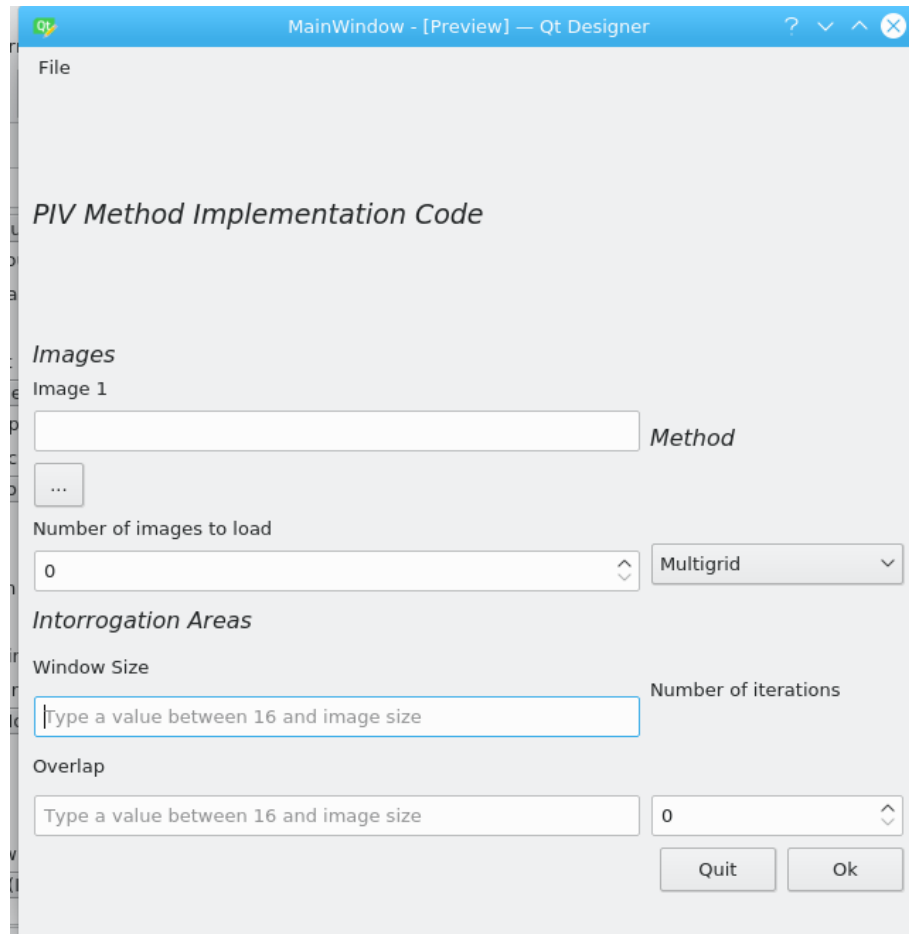 MainWindow - [Preview] — Qt Designer
File
PIV Method Implementation Code
Images
Image 1
Method
...
Number of images to load
0
Multigrid
Intorrogation Areas
Window Size
Number of iterations
Type a value between 16 and image size
Overlap
Type a value between 16 and image size
0
Quit
Ok